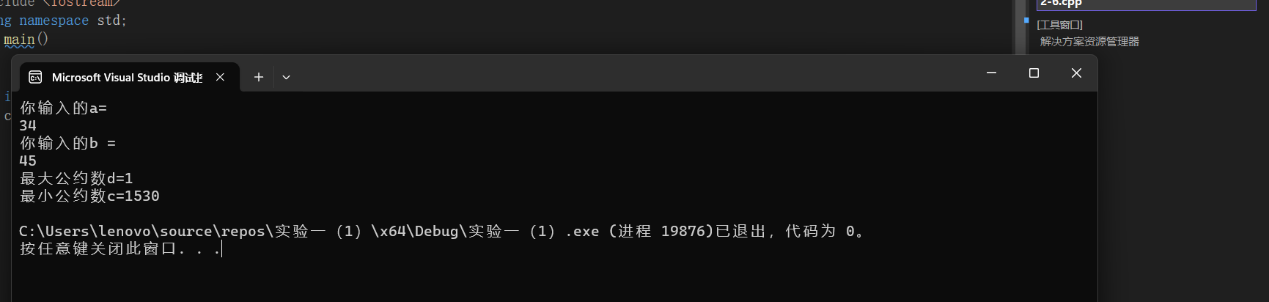 clude <iostream>
ng namespace std;
main()
2-6.cpp
[工具窗口]
解决方案资源管理器
Microsoft Visual Studio 调试
i
c
你输入的a=
34
你输入的b =
45
最大公约数d=1
最小公约数c=1530
C:\Users\lenovo\source\repos\实验一（1）\x64\Debug\实验一（1）.exe (进程 19876)已退出，代码为 0。
按任意键关闭此窗口. . .